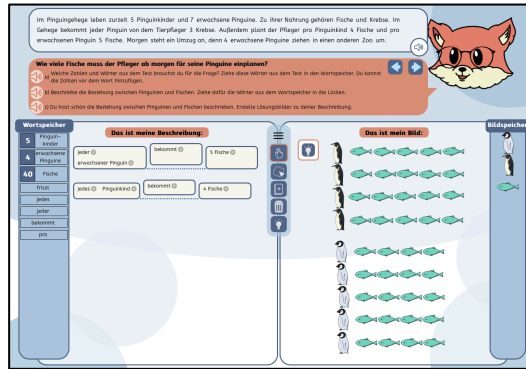 Im Pinguingehege leben zurzeit 5 Pinguinkinder und 7 erwachsene Pinguine. Zu ihrer Nahrung gehören Fische und Krebse. Im
Gehege bekommt jeder Pinguin von dem Tierpfleger 3 Krebse. Außerdem plant der Pfleger pro Pinguinkind 4 Fische und pro
erwachsenen Pinguin 5 Fische. Morgen steht ein Umzug an, denn 4 erwachsene Pinguine ziehen in einen anderen Zoo um.
Wie viele Fische muss der Pfleger ab morgen für seine Pinguine einplanen?
a) Welche Zahlen und Wörter aus dem Text brauchst du für die Frage? Ziehe diese Wörter aus dem Text in den Wortspeicher. Du kannst
die Zahlen vor dem Wort hinzufügen.
b) Beschreibe die Beziehung zwischen Pinguinen und Fischen. Ziehe dafür die Wörter aus dem Wortspeicher in die Lücken.
c) Du hast schon die Beziehung zwischen Pinguinen und Fischen beschrieben. Erstelle Lösungsbilder zu deiner Beschreibung.
Wortspeicher
5 Pinguin-
kinder
4 erwachsene
Pinguine
40 Fische
frisst
jedes
jeder
bekommt
pro
Das ist meine Beschreibung:
jeder
erwachsener Pinguin
bekommt
5 Fische
jedes Pinguinkind
bekommt
4 Fische
Das ist mein Bild:
Bildspeicher